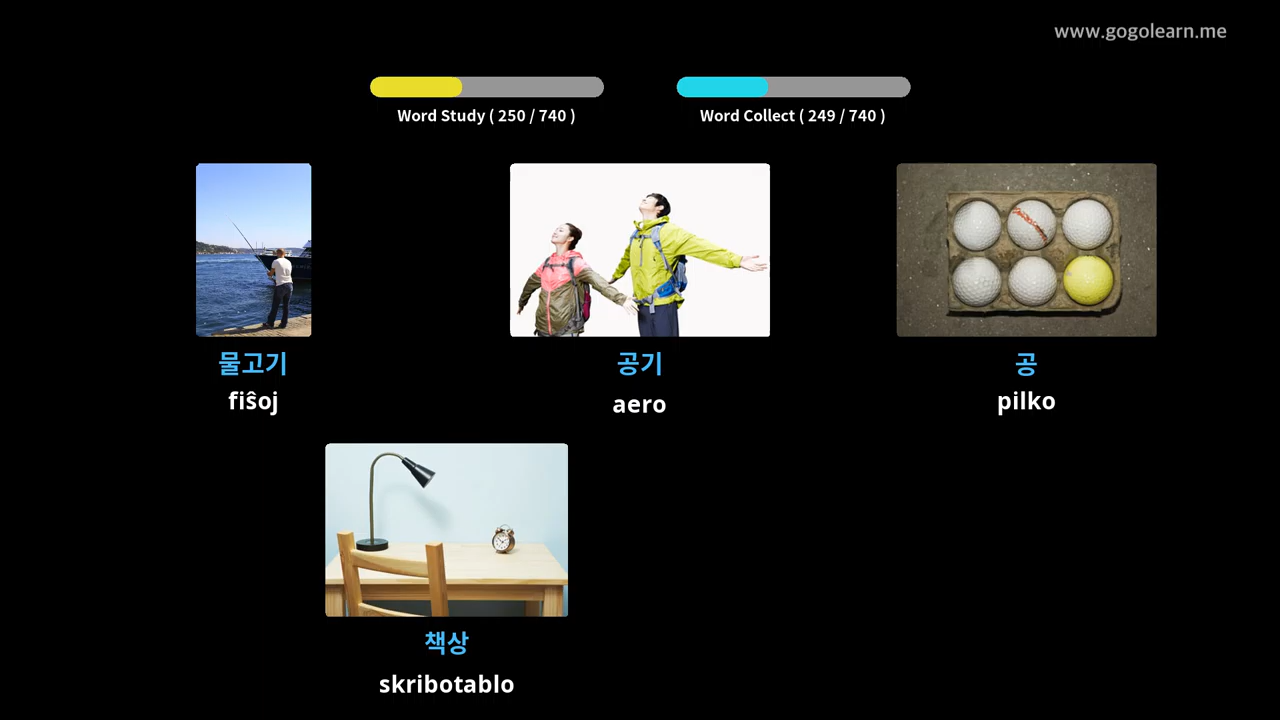 www.gogolearn.me
Word Study ( 250 / 740 )
Word Collect ( 249 / 740 )
물고기
fiŝoj
공기
aero
공
pilko
책상
skribotablo